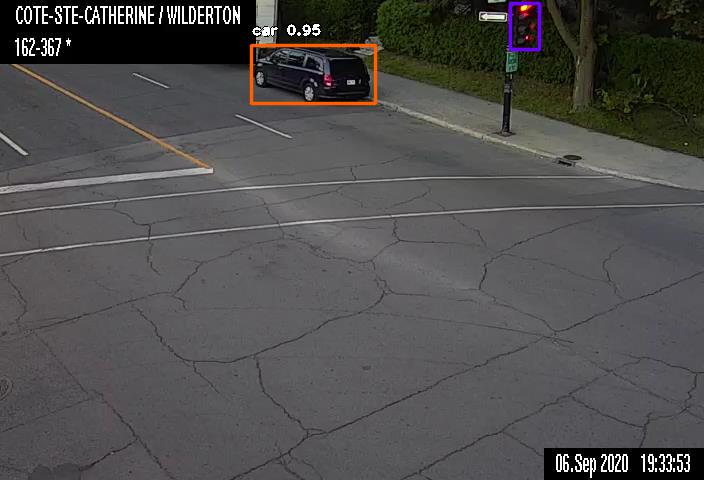 COTE-STE-CATHERINE / WILDERTON
162-367 *
car 0.95
06.Sep 2020 19:33:53